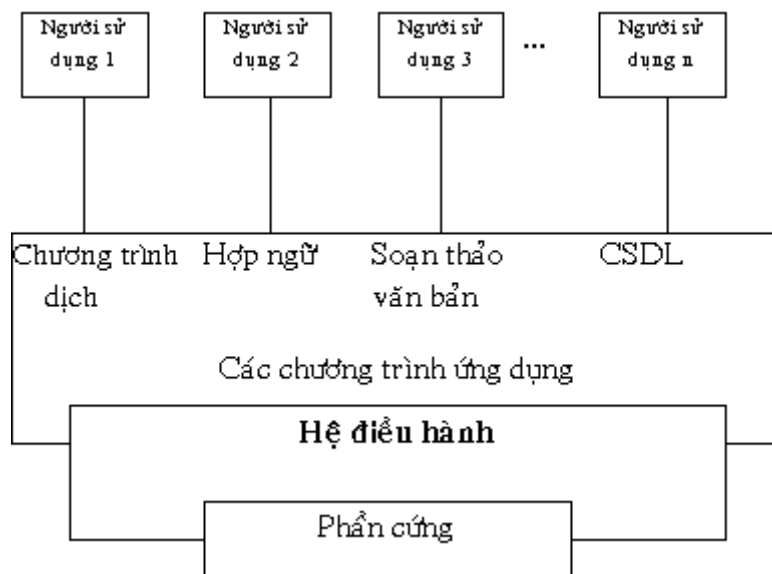 Người sử
dụng 1
Người sử
dụng 2
Người sử
dụng 3
...
Người sử
dụng n
Chương trình
dịch
Hợp ngữ
Soạn thảo
văn bản
CSDL
Các chương trình ứng dụng
Hệ điều hành
Phần cứng